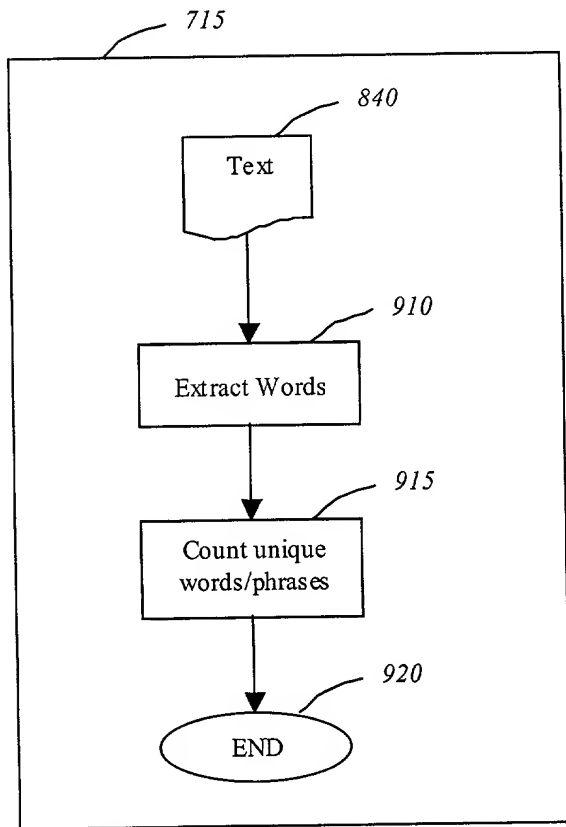 715
840
Text
910
Extract Words
915
Count unique
words/phrases
920
END